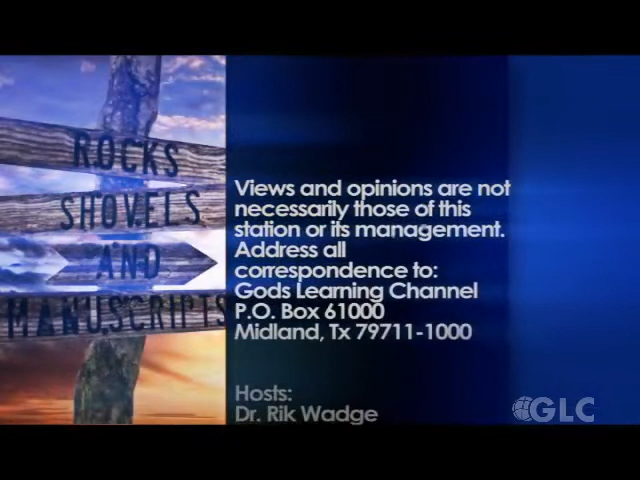 ROCKS
SHOVELS
AND
MANUSCRIPTS
Views and opinions are not
necessarily those of this
station or its management.
Address all
correspondence to:
Gods Learning Channel
P.O. Box 61000
Midland, Tx 79711-1000
Hosts:
Dr. Rik Wadge
GLC